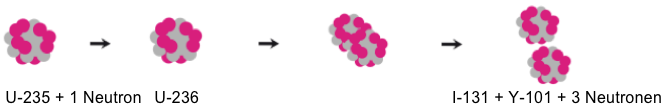 U-235 + 1 Neutron U-236 I-131 + Y-101 + 3 Neutronen